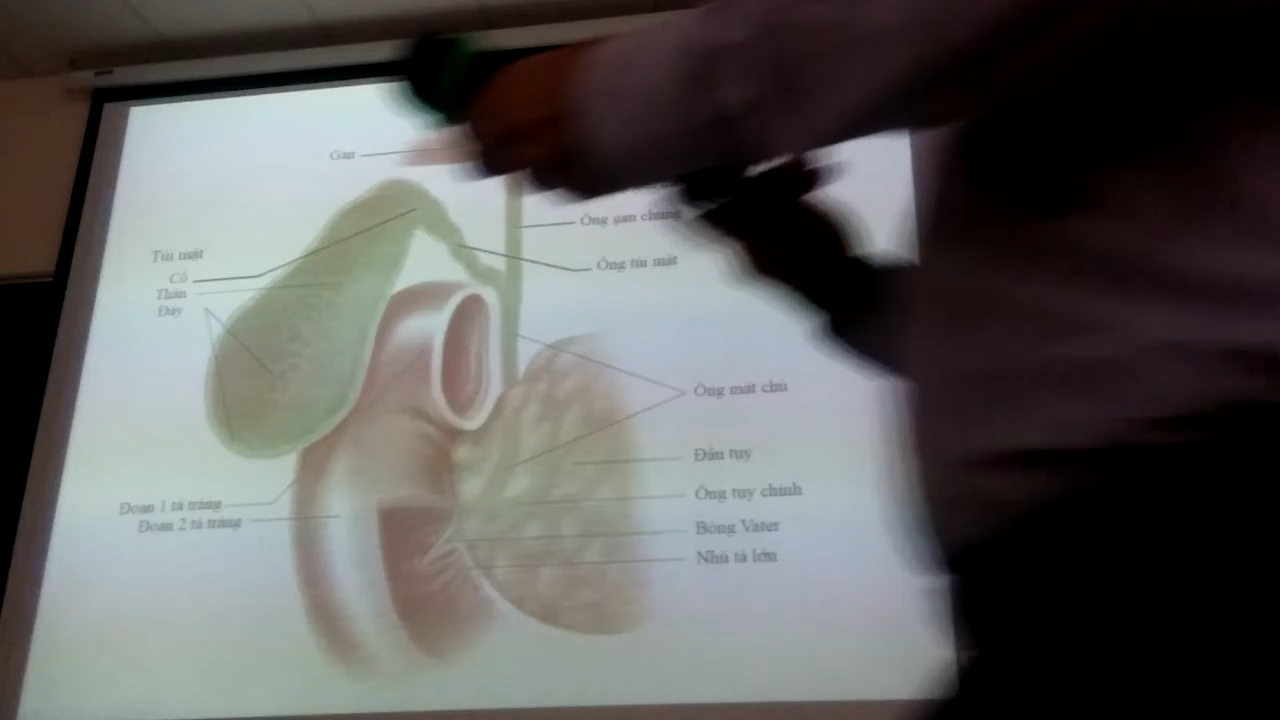 Gan
Ống gan chung
Túi mật
Cổ
Thân
Đáy
Ống túi mật
Ống mật chủ
Đầu tụy
Ống tụy chính
Bóng Vater
Nhú tá lớn
Đoạn 1 tá tràng
Đoạn 2 tá tràng